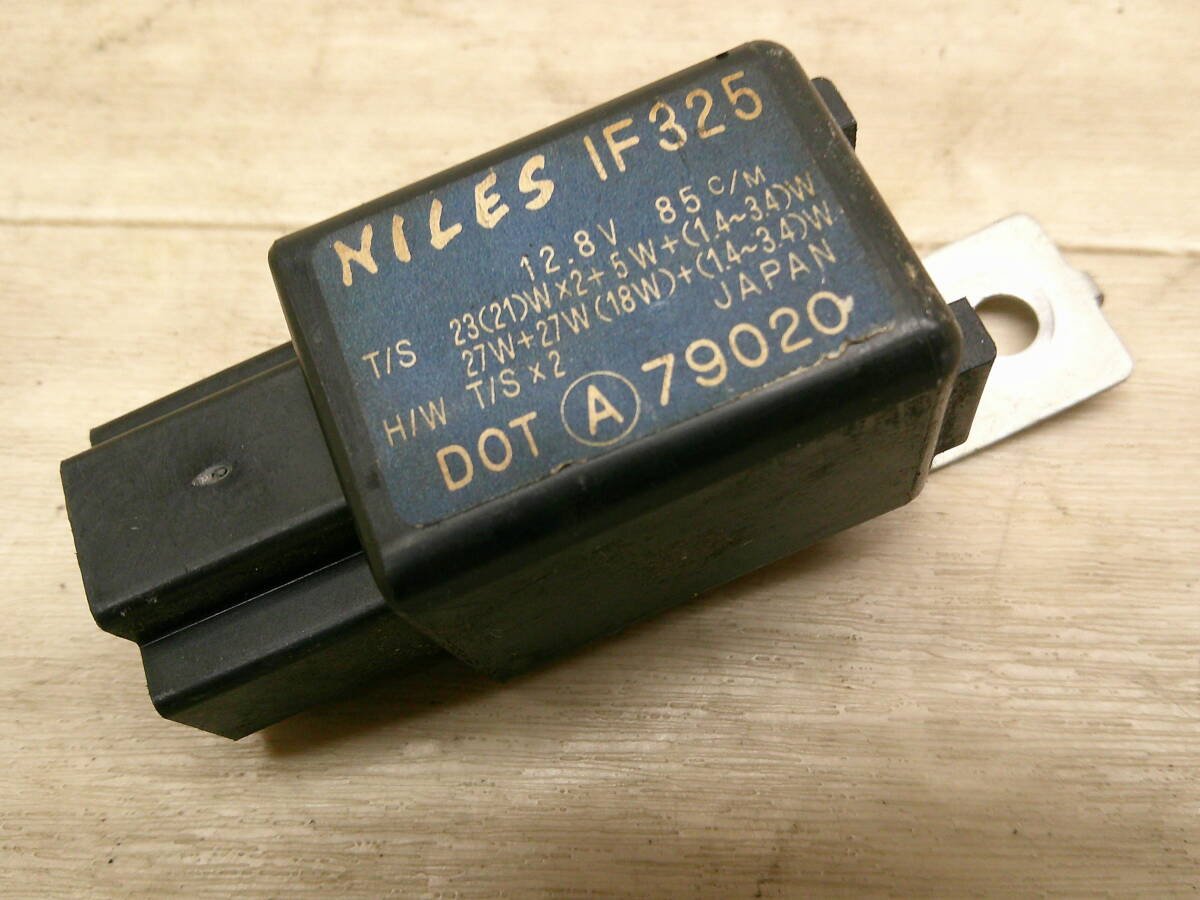 NILES IF325
12.8V 85 C/M
T/S 23(21)W×2+5W+(1.4~3.4)W
27W+27W(18W)+(1.4~3.4)W
H/W T/S×2 JAPAN
DOT A 79020